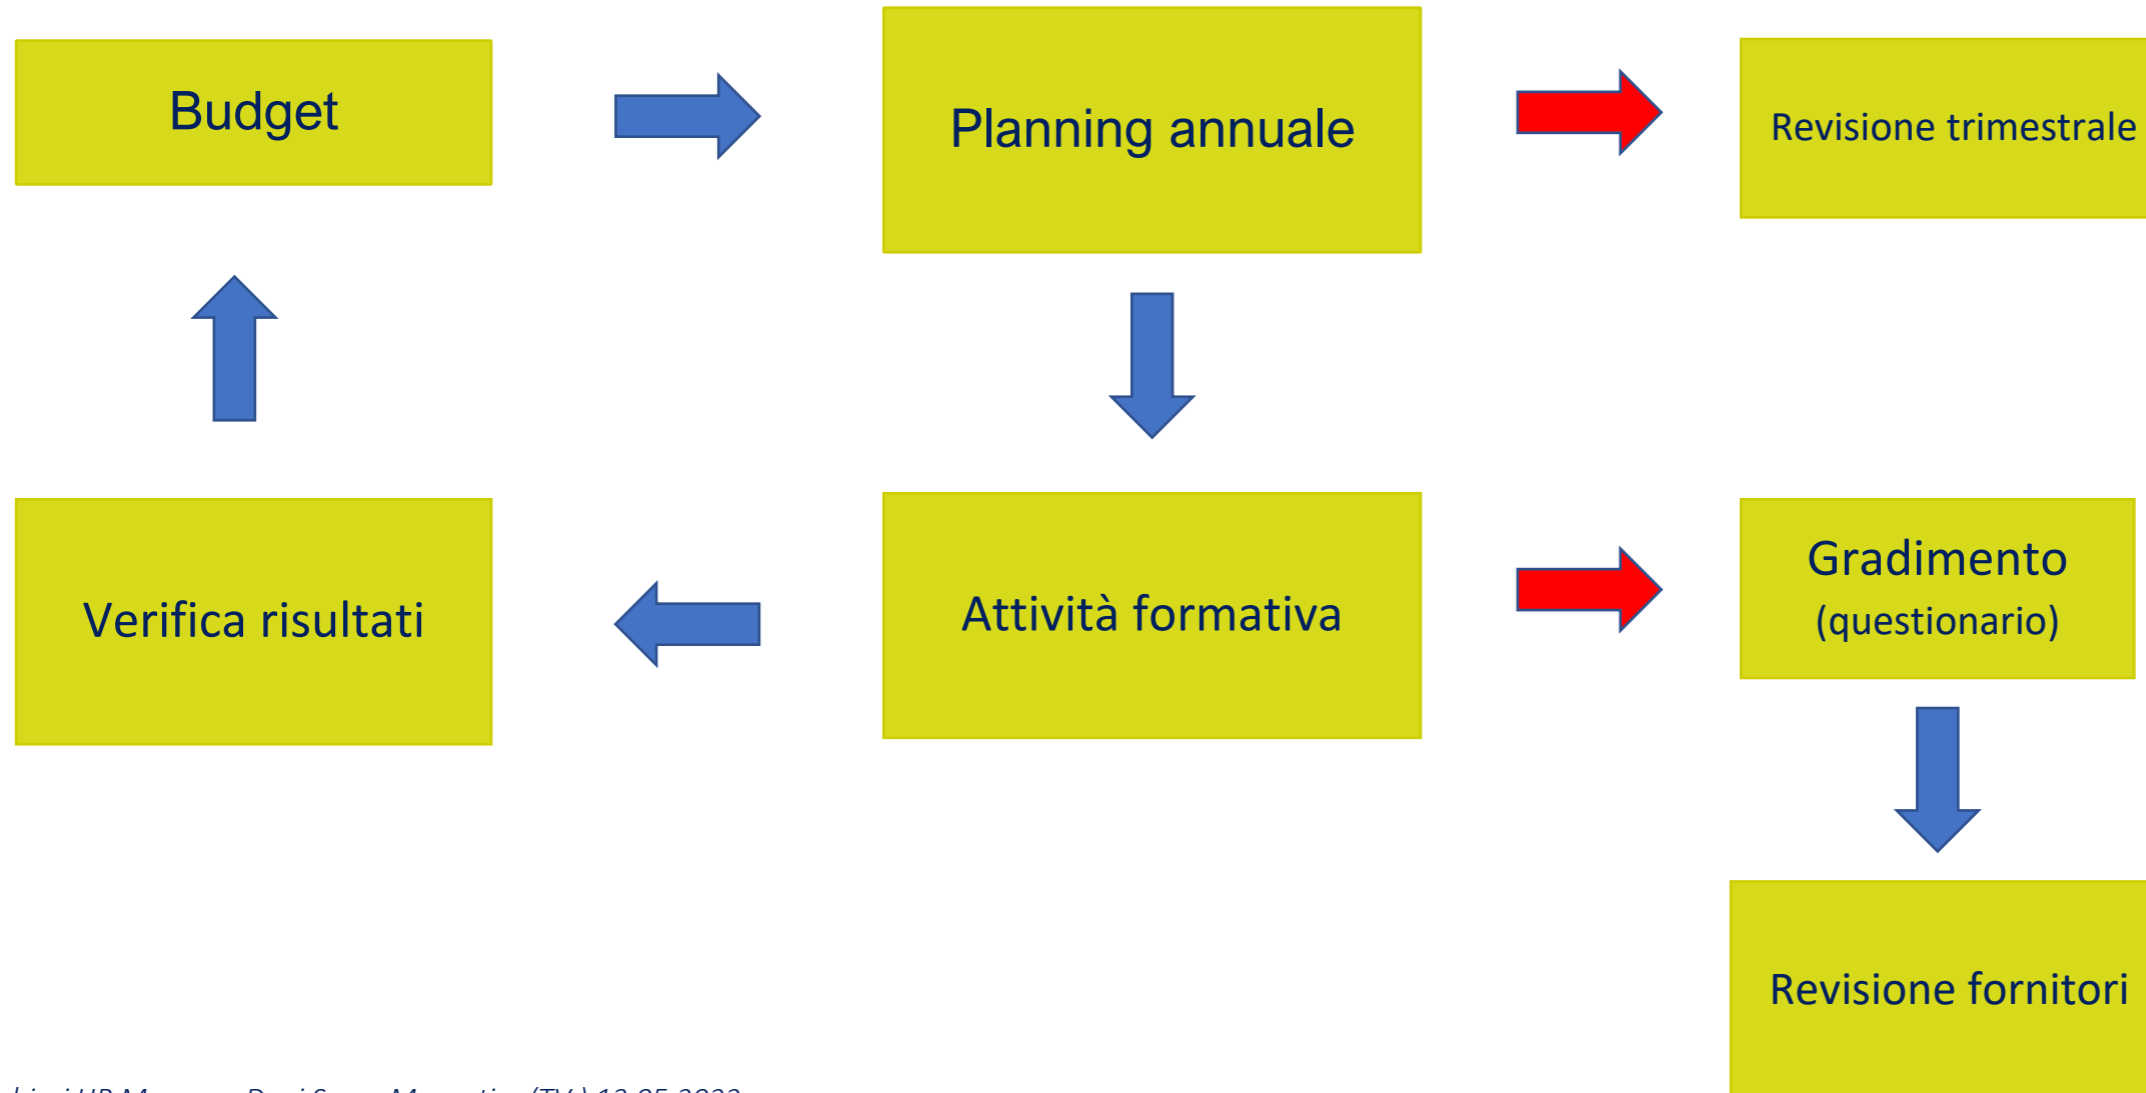 Budget
Planning annuale
Revisione trimestrale
Verifica risultati
Attività formativa
Gradimento
(questionario)
Revisione fornitori